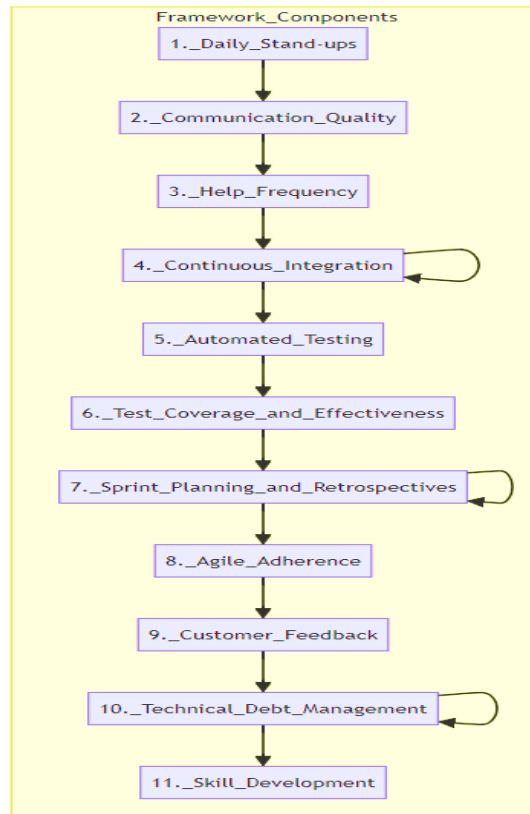 Framework_Components
1._Daily_Stand-ups
2._Communication_Quality
3._Help_Frequency
4._Continuous_Integration
5._Automated_Testing
6._Test_Coverage_and_Effectiveness
7._Sprint_Planning_and_Retrospectives
8._Agile_Adherence
9._Customer_Feedback
10._Technical_Debt_Management
11._Skill_Development